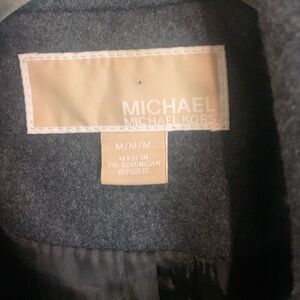 MICHAEL
MICHAEL KORS
M/M/M
MADE IN
THE DOMINICAN
REPUBLIC